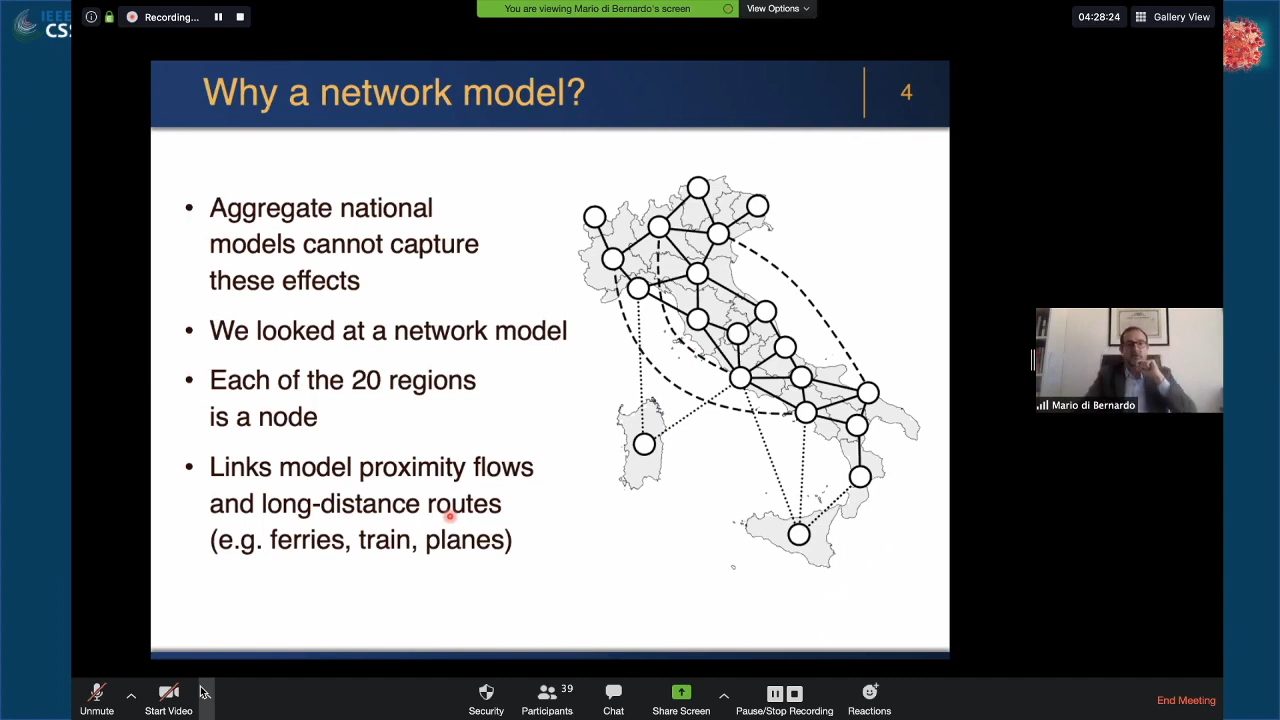 IEEE
CSS
Recording...
You are viewing Mario di Bernardo's screen
View Options
04:28:24
Gallery View
Why a network model?
4
• Aggregate national
models cannot capture
these effects
• We looked at a network model
• Each of the 20 regions
is a node
• Links model proximity flows
and long-distance routes
(e.g. ferries, train, planes)
Mario di Bernardo
Unmute
Start Video
Security
Participants
39
Chat
Share Screen
Pause/Stop Recording
Reactions
End Meeting